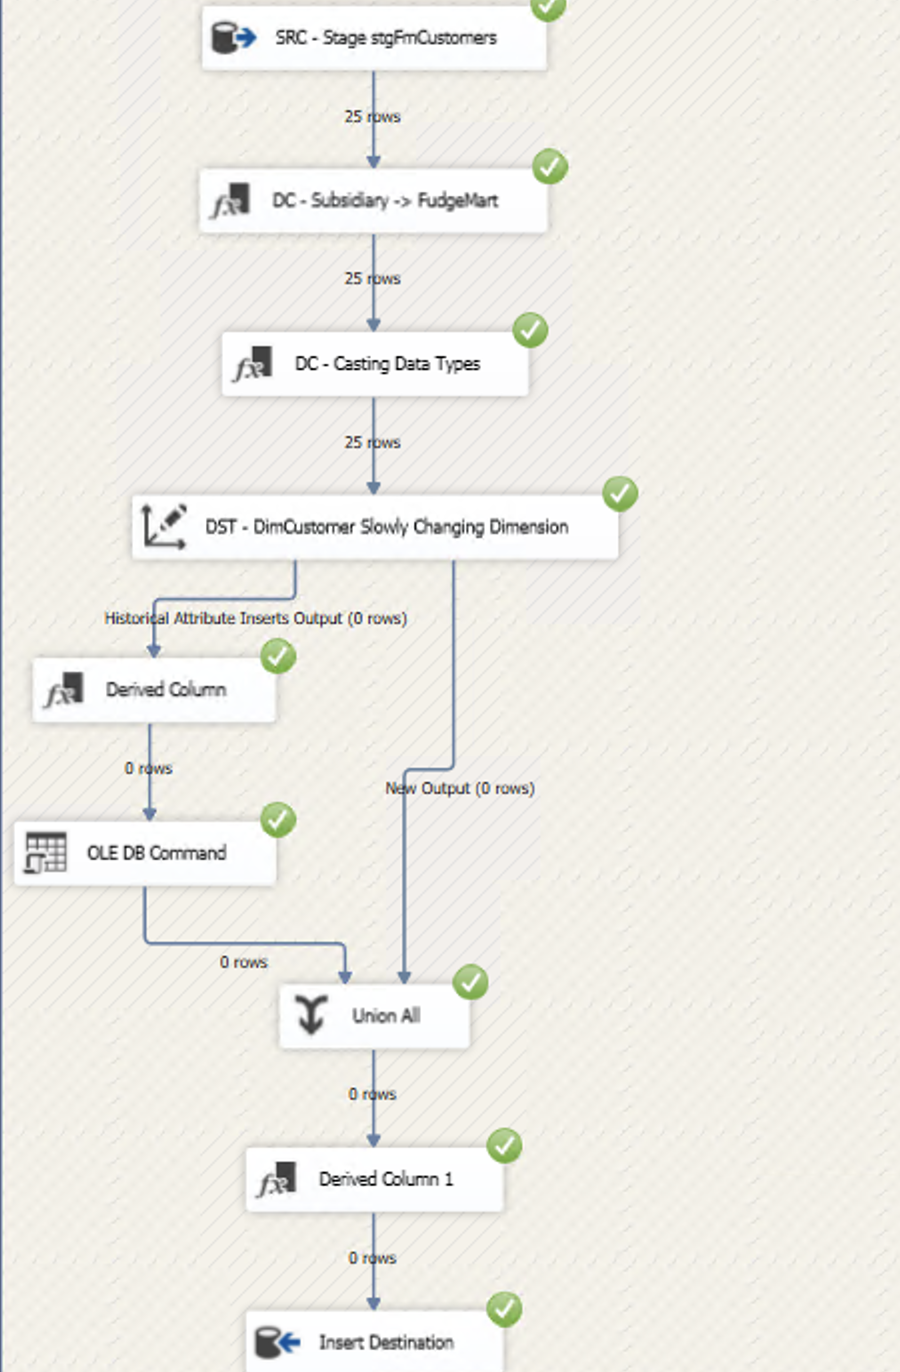 SRC - Stage stgFmCustomers
25 rows
DC - Subsidiary -> FudgeMart
25 rows
DC - Casting Data Types
25 rows
DST - DimCustomer Slowly Changing Dimension
Historical Attribute Inserts Output (0 rows)
Derived Column
0 rows
New Output (0 rows)
OLE DB Command
0 rows
Union All
0 rows
Derived Column 1
0 rows
Insert Destination